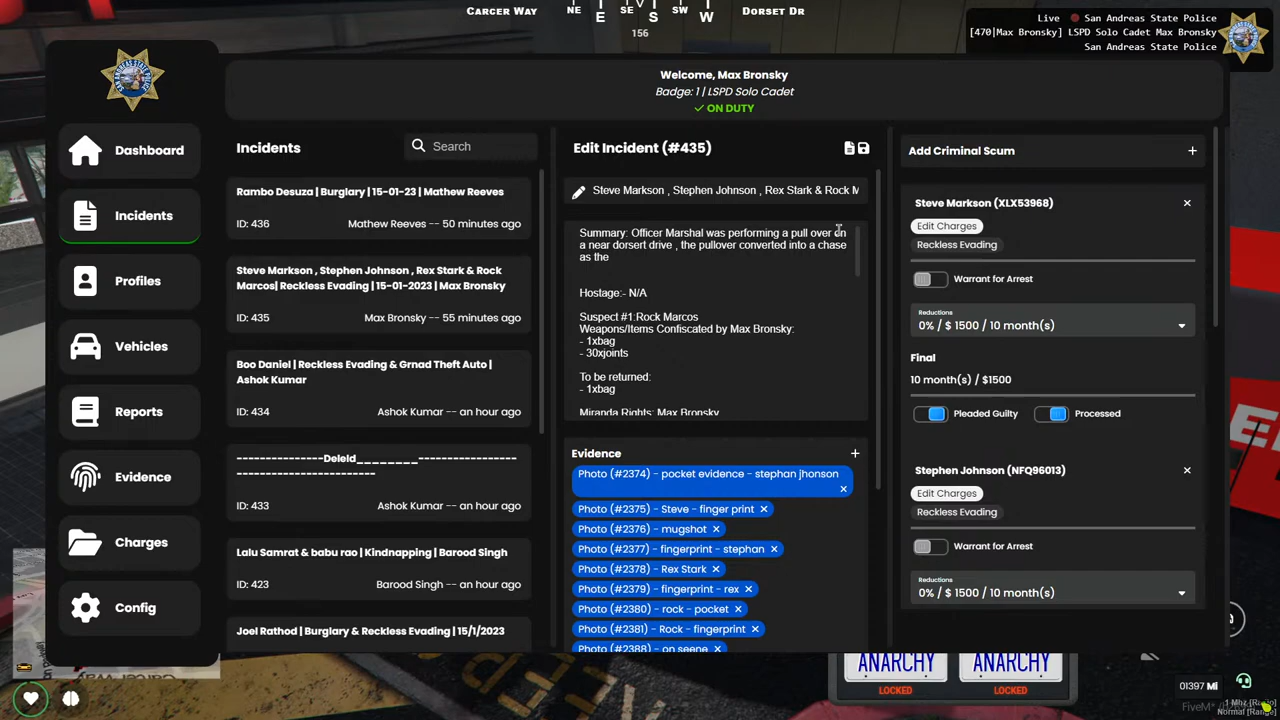 CARCER WAY
NE
E
SE
S
SW
W
DORSET DR
156
Live San Andreas State Police
[470|Max Bronsky] LSPD Solo Cadet Max Bronsky
San Andreas State Police
Welcome, Max Bronsky
Badge: 1 | LSPD Solo Cadet
✓ ON DUTY
Dashboard
Incidents
Profiles
Vehicles
Reports
Evidence
Charges
Config
Incidents
Search
Rambo Desuza | Burglary | 15-01-23 | Mathew Reeves
ID: 436
Mathew Reeves -- 50 minutes ago
Steve Markson , Stephen Johnson , Rex Stark & Rock
Marcos| Reckless Evading | 15-01-2023 | Max Bronsky
ID: 435
Max Bronsky -- 55 minutes ago
Boo Daniel | Reckless Evading & Grnad Theft Auto |
Ashok Kumar
ID: 434
Ashok Kumar -- an hour ago
---------------Deleid________--------------------
---------------------------
ID: 433
Ashok Kumar -- an hour ago
Lalu Samrat & babu rao | Kindnapping | Barood Singh
ID: 423
Barood Singh -- an hour ago
Joel Rathod | Burglary & Reckless Evading | 15/1/2023
Edit Incident (#435)
Steve Markson , Stephen Johnson , Rex Stark & Rock M
Summary: Officer Marshal was performing a pull over on
a near dorsert drive , the pullover converted into a chase
as the
Hostage:- N/A
Suspect #1:Rock Marcos
Weapons/Items Confiscated by Max Bronsky:
- 1xbag
- 30xjoints
To be returned:
- 1xbag
Miranda Rights: Max Bronsky
Evidence
Photo (#2374) - pocket evidence - stephan jhonson
Photo (#2375) - Steve - finger print
Photo (#2376) - mugshot
Photo (#2377) - fingerprint - stephan
Photo (#2378) - Rex Stark
Photo (#2379) - fingerprint - rex
Photo (#2380) - rock - pocket
Photo (#2381) - Rock - fingerprint
Photo (#2388) - on seene
Add Criminal Scum
Steve Markson (XLX53968)
Edit Charges
Reckless Evading
Warrant for Arrest
Reductions
0% / $ 1500 / 10 month(s)
Final
10 month(s) / $1500
Pleaded Guilty
Processed
Stephen Johnson (NFQ96013)
Edit Charges
Reckless Evading
Warrant for Arrest
Reductions
0% / $ 1500 / 10 month(s)
ANARCHY
LOCKED
ANARCHY
LOCKED
01397 Mi
1 Mhz [Radio]
Normal [Range]